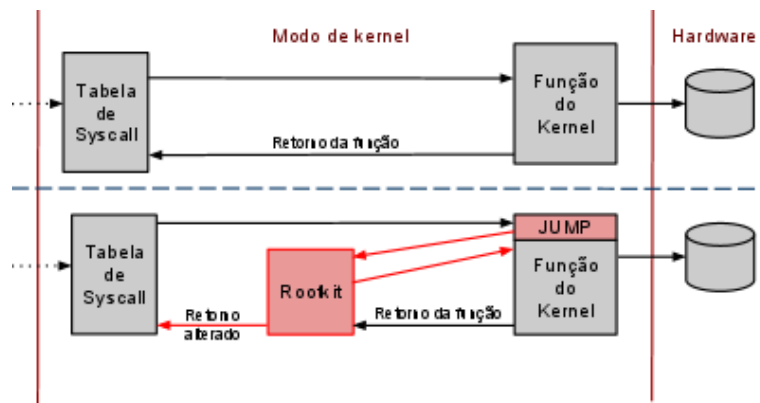 Modo de kernel
Hardware
Tabela
de
Syscall
Função
do
Kernel
Retorno da função
Tabela
de
Syscall
JUMP
Função
do
Kernel
Rootkit
Retorno
alterado
Retorno da função